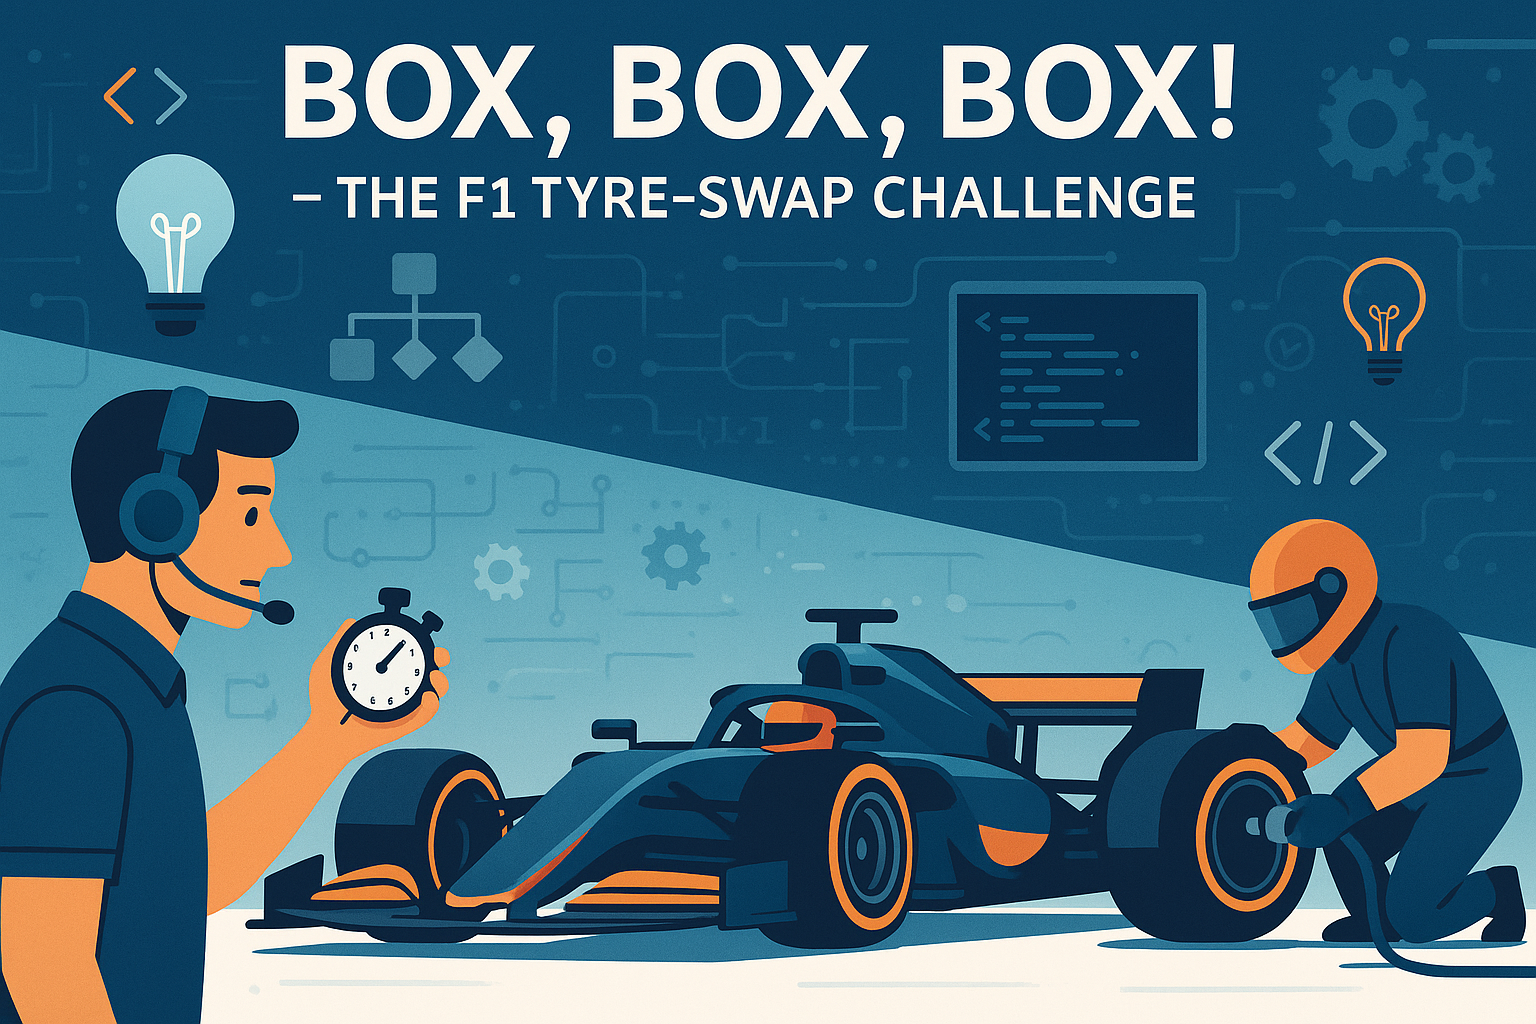 BOX, BOX, BOX!
– THE F1 TYRE-SWAP CHALLENGE